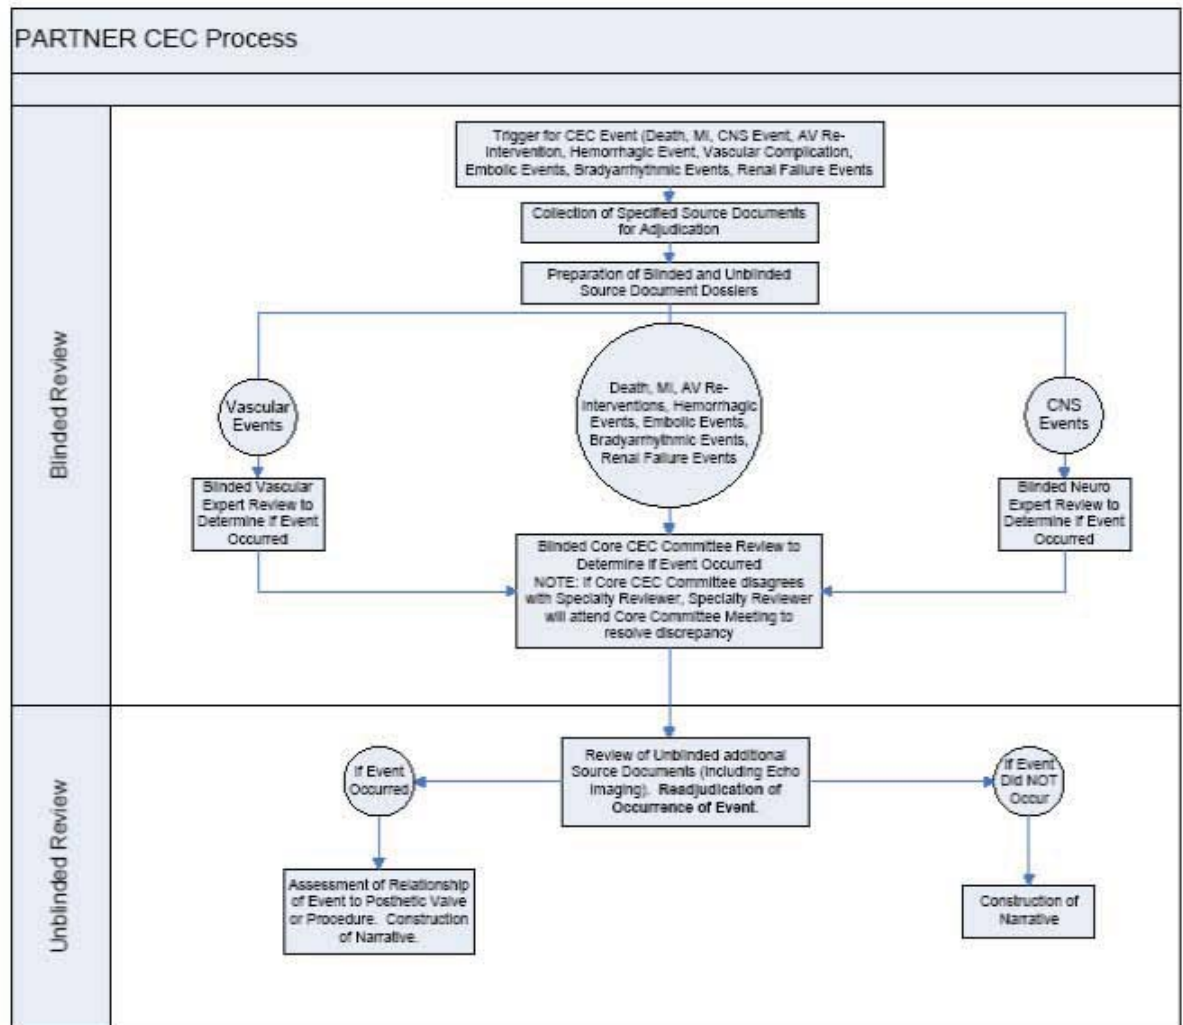 PARTNER CEC Process
Blinded Review
Trigger for CEC Event (Death, MI, CNS Event, AV Re-
Intervention, Hemorrhagic Event, Vascular Complication,
Embolic Events, Bradyarrhythmic Events, Renal Failure Events
Collection of Specified Source Documents
for Adjudication
Preparation of Blinded and Unblinded
Source Document Dossiers
Vascular
Events
Death, MI, AV Re-
Interventions, Hemorrhagic
Events, Embolic Events,
Bradyarrhythmic Events,
Renal Failure Events
CNS
Events
Blinded Vascular
Expert Review to
Determine if Event
Occurred
Blinded Neuro
Expert Review to
Determine if Event
Occurred
Blinded Core CEC Committee Review to
Determine if Event Occurred
NOTE: If Core CEC Committee disagrees
with Specialty Reviewer, Specialty Reviewer
will attend Core Committee Meeting to
resolve discrepancy
Unblinded Review
If Event
Occurred
Review of Unblinded additional
Source Documents (including Echo
Imaging). Readjudication of
Occurrence of Event.
If Event
Did NOT
Occur
Assessment of Relationship
of Event to Posthetic Valve
or Procedure. Construction
of Narrative.
Construction of
Narrative